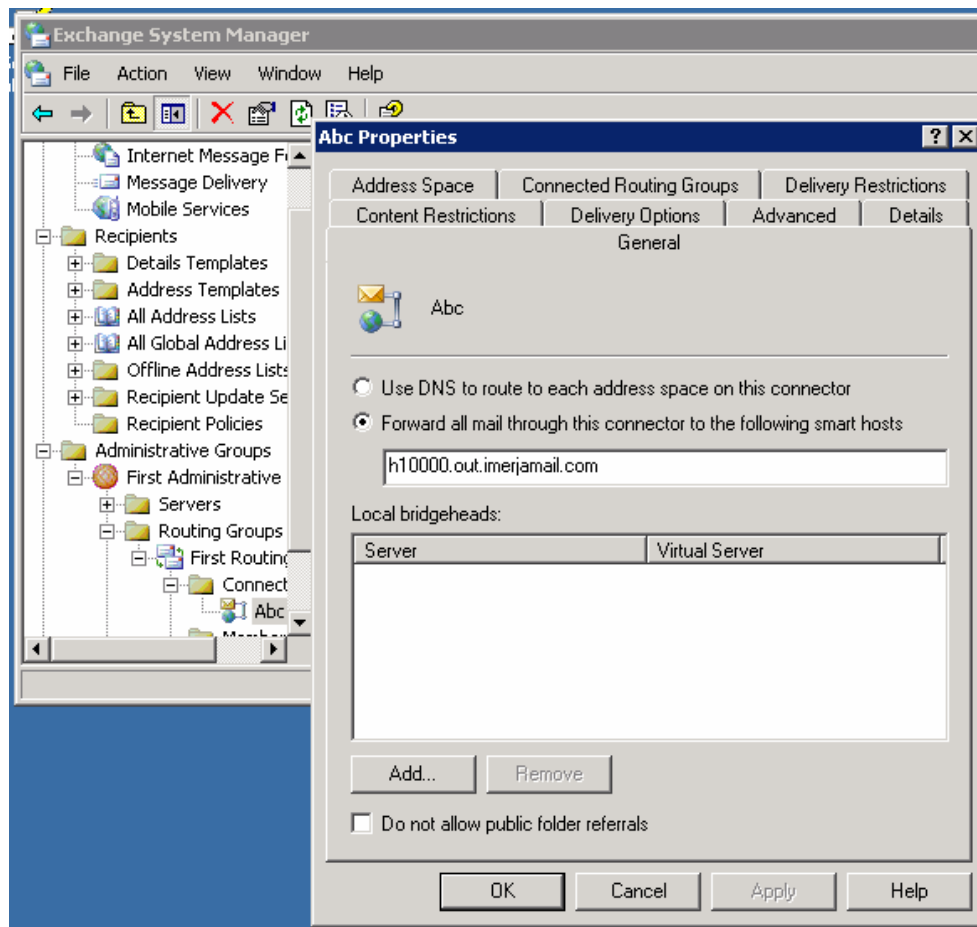 Exchange System Manager
File Action View Window Help
Internet Message F
Message Delivery
Mobile Services
Recipients
Details Templates
Address Templates
All Address Lists
All Global Address Li
Offline Address Lists
Recipient Update Se
Recipient Policies
Administrative Groups
First Administrative
Servers
Routing Groups
First Routing
Connect
Abc
Abc Properties
Address Space Connected Routing Groups Delivery Restrictions
Content Restrictions Delivery Options Advanced Details
General
Abc
Use DNS to route to each address space on this connector
Forward all mail through this connector to the following smart hosts
h10000.out.imerjamail.com
Local bridgeheads:
Server Virtual Server
Add... Remove
Do not allow public folder referrals
OK Cancel Apply Help